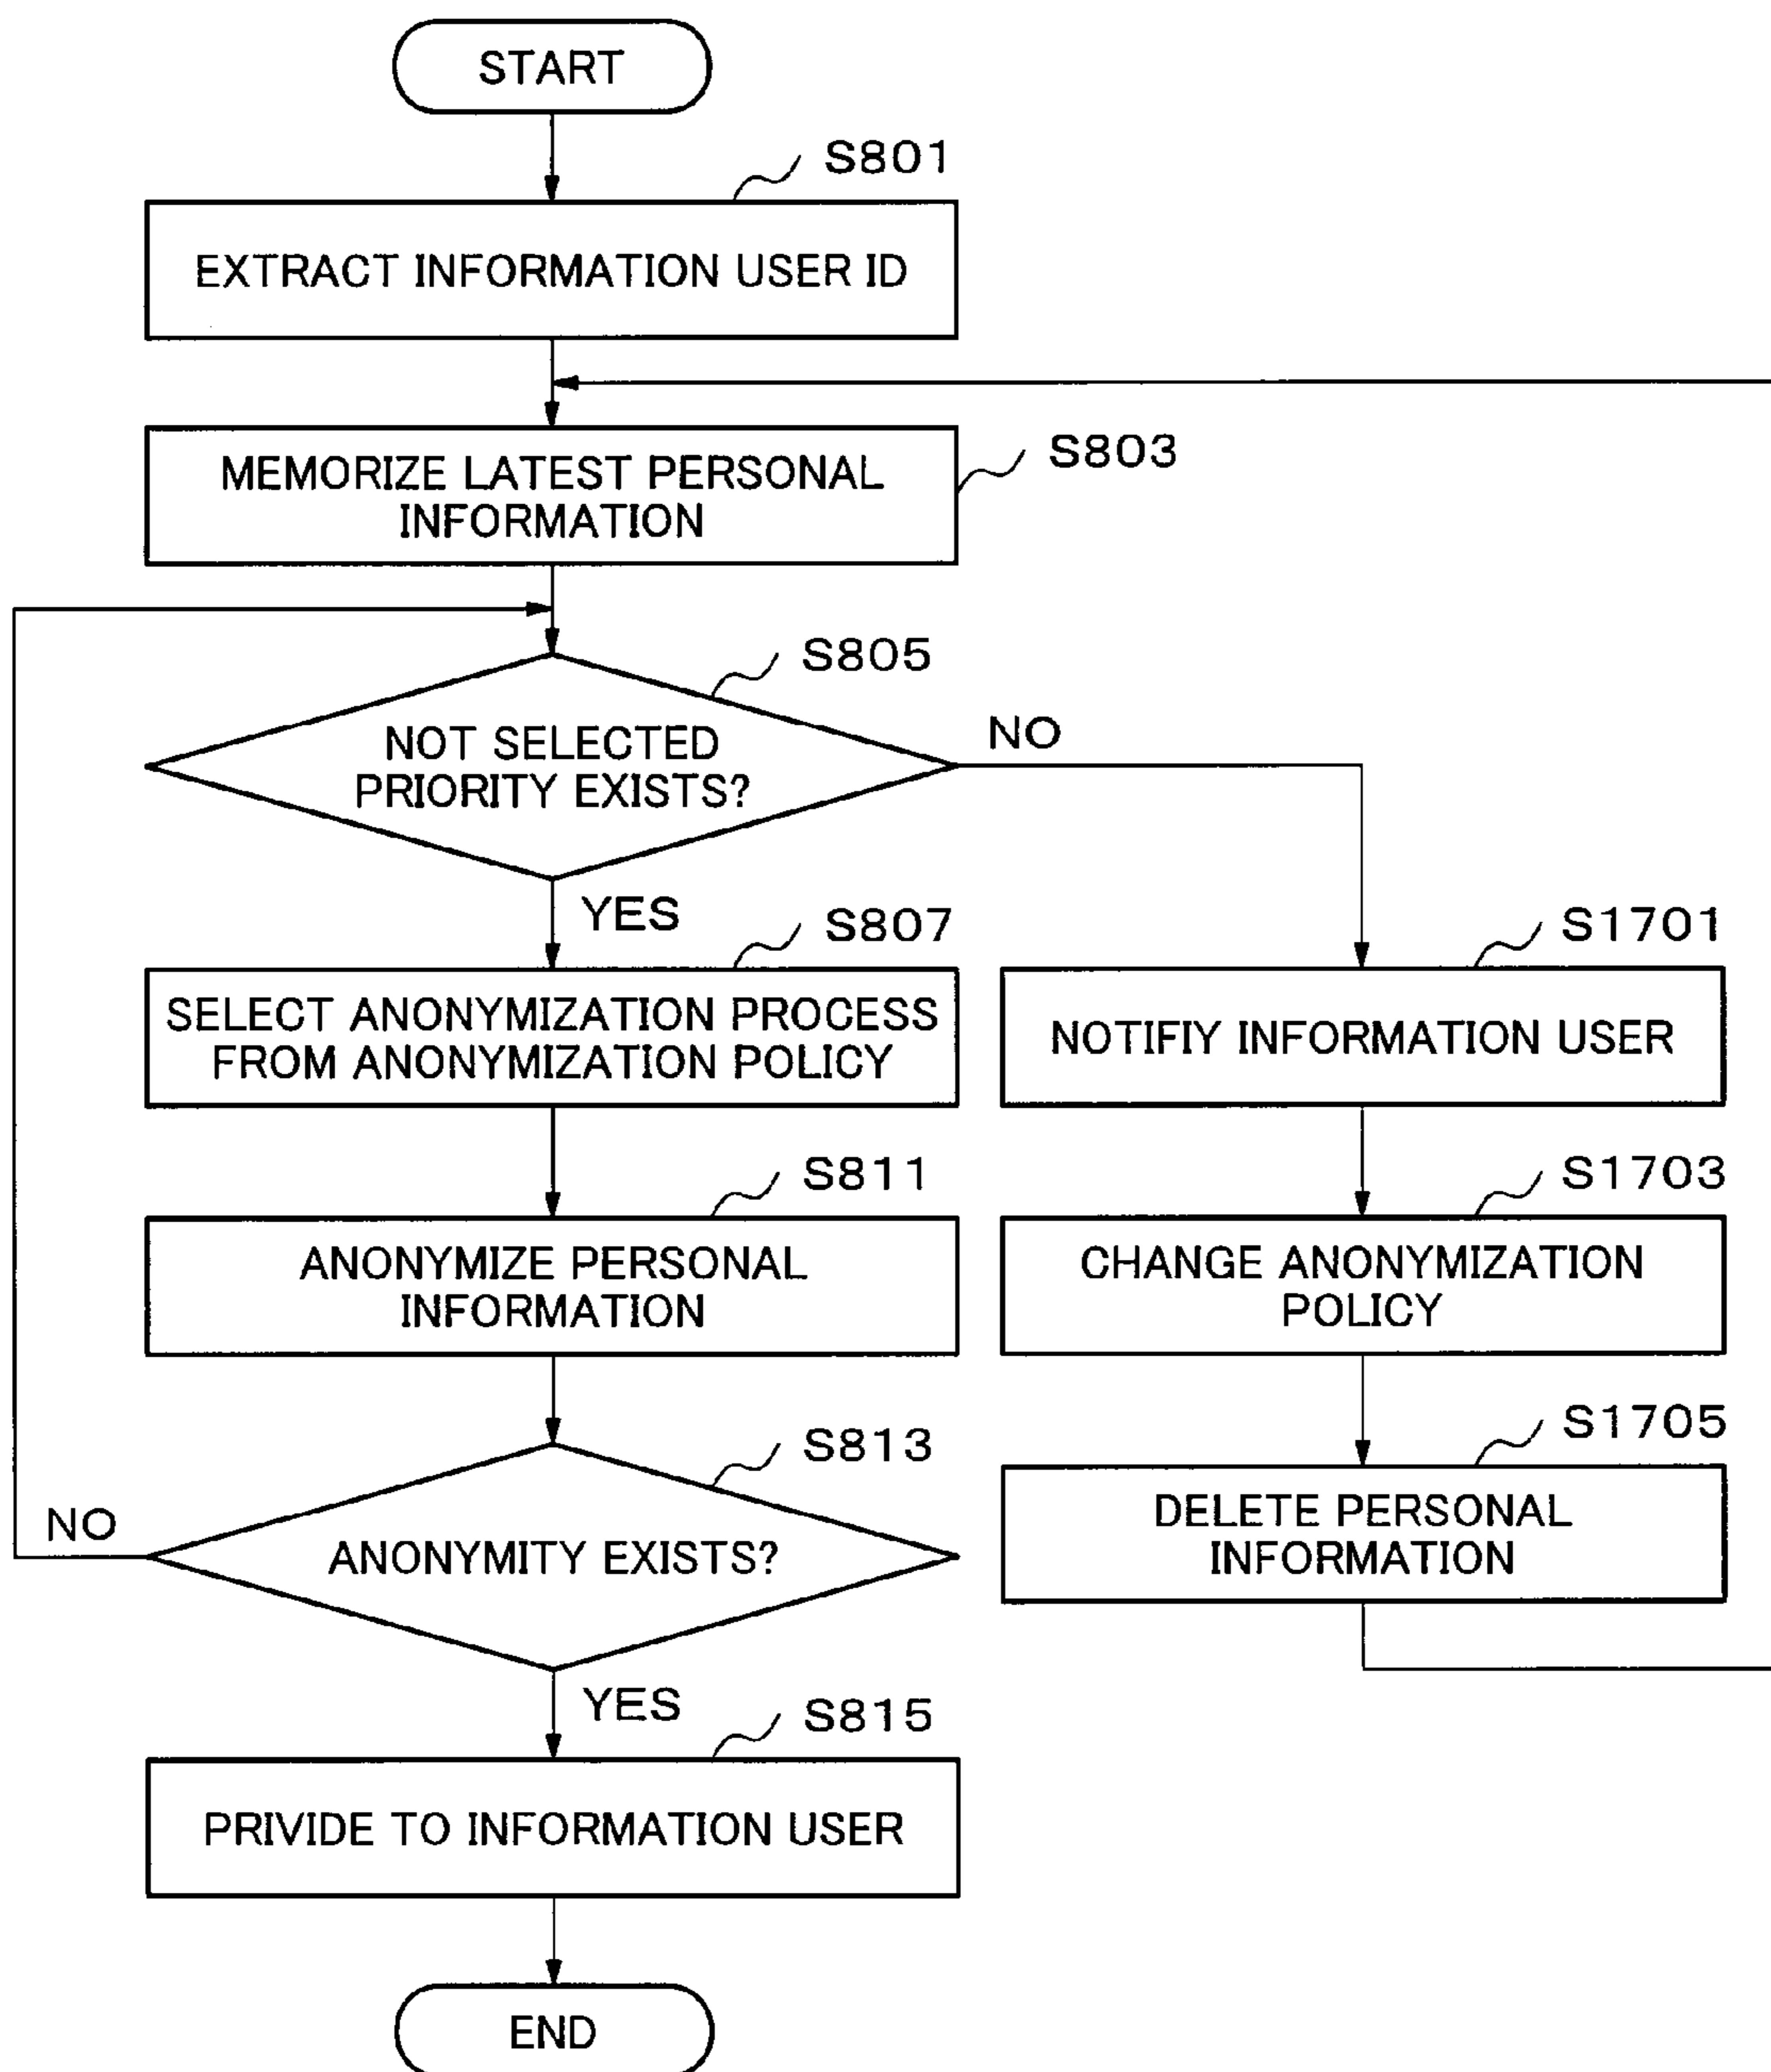 START
S801
EXTRACT INFORMATION USER ID
S803
MEMORIZE LATEST PERSONAL
INFORMATION
S805
NOT SELECTED
PRIORITY EXISTS?
NO
YES
S807
SELECT ANONYMIZATION PROCESS
FROM ANONYMIZATION POLICY
S1701
NOTIFIY INFORMATION USER
S811
ANONYMIZE PERSONAL
INFORMATION
S1703
CHANGE ANONYMIZATION
POLICY
S813
ANONYMITY EXISTS?
NO
YES
S1705
DELETE PERSONAL
INFORMATION
S815
PRIVIDE TO INFORMATION USER
END